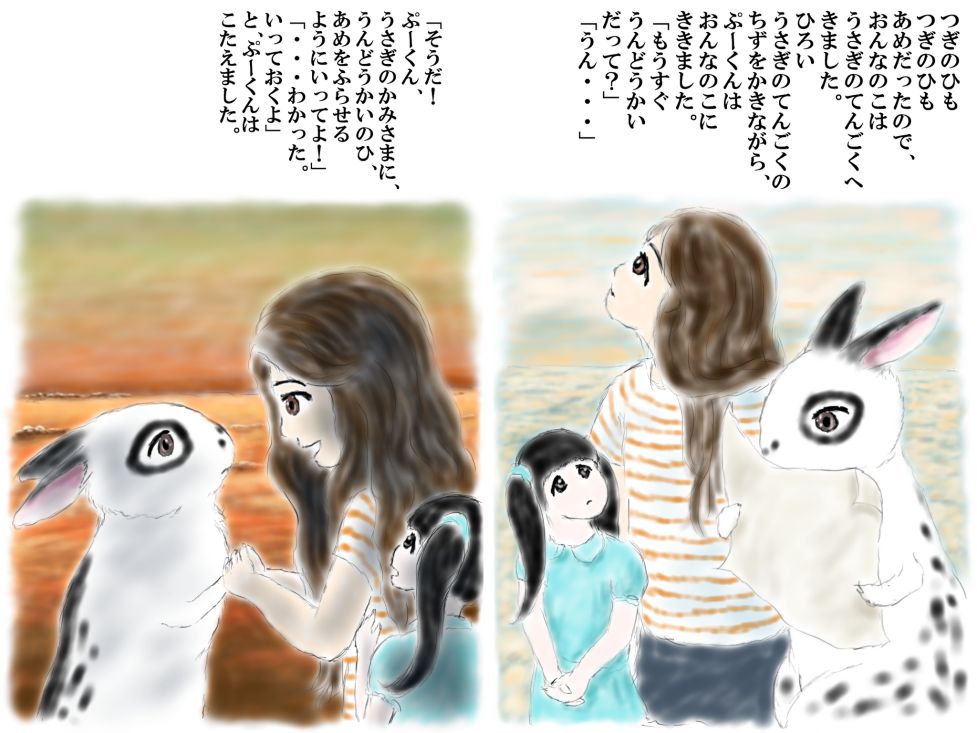 つぎのひも
つぎのひも
あめだったので、
おんなのこは
うさぎのてんごくへ
きました。
ひろい
うさぎのてんごくの
ちずをかきながら、
ぷーくんは
おんなのこに
ききました。
「もうすぐ
うんどうかい
だって？」
「うん・・・」
「そうだ！
ぷーくん、
うさぎのかみさまに、
うんどうかいのひ、
あめをふらせる
ようにいってよ！」
「・・・わかった。
いっておくよ」
と、ぷーくんは
こたえました。